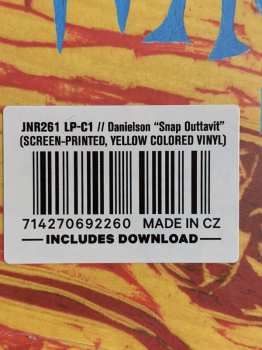 JNR261 LP-C1 // Danielson "Snap Outtavit"
(SCREEN-PRINTED, YELLOW COLORED VINYL)
714270692260 MADE IN CZ
INCLUDES DOWNLOAD